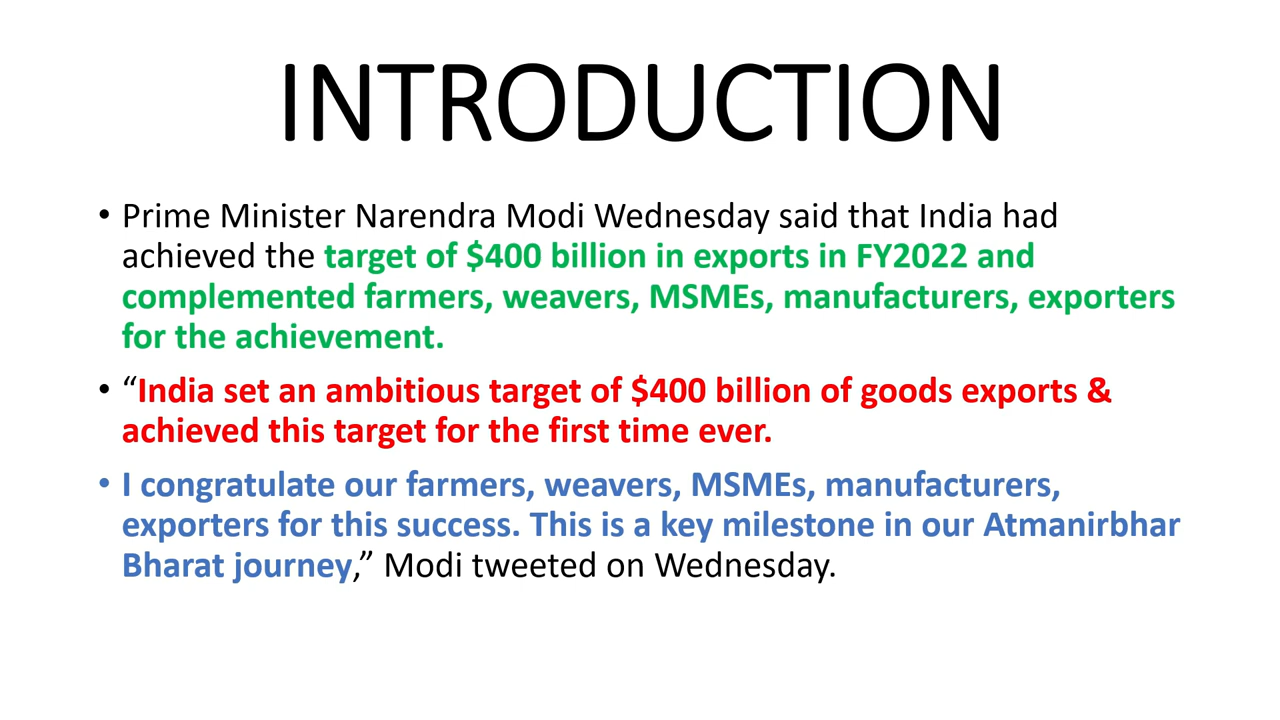 INTRODUCTION
• Prime Minister Narendra Modi Wednesday said that India had
achieved the target of $400 billion in exports in FY2022 and
complemented farmers, weavers, MSMEs, manufacturers, exporters
for the achievement.
• “India set an ambitious target of $400 billion of goods exports &
achieved this target for the first time ever.
• I congratulate our farmers, weavers, MSMEs, manufacturers,
exporters for this success. This is a key milestone in our Atmanirbhar
Bharat journey,” Modi tweeted on Wednesday.